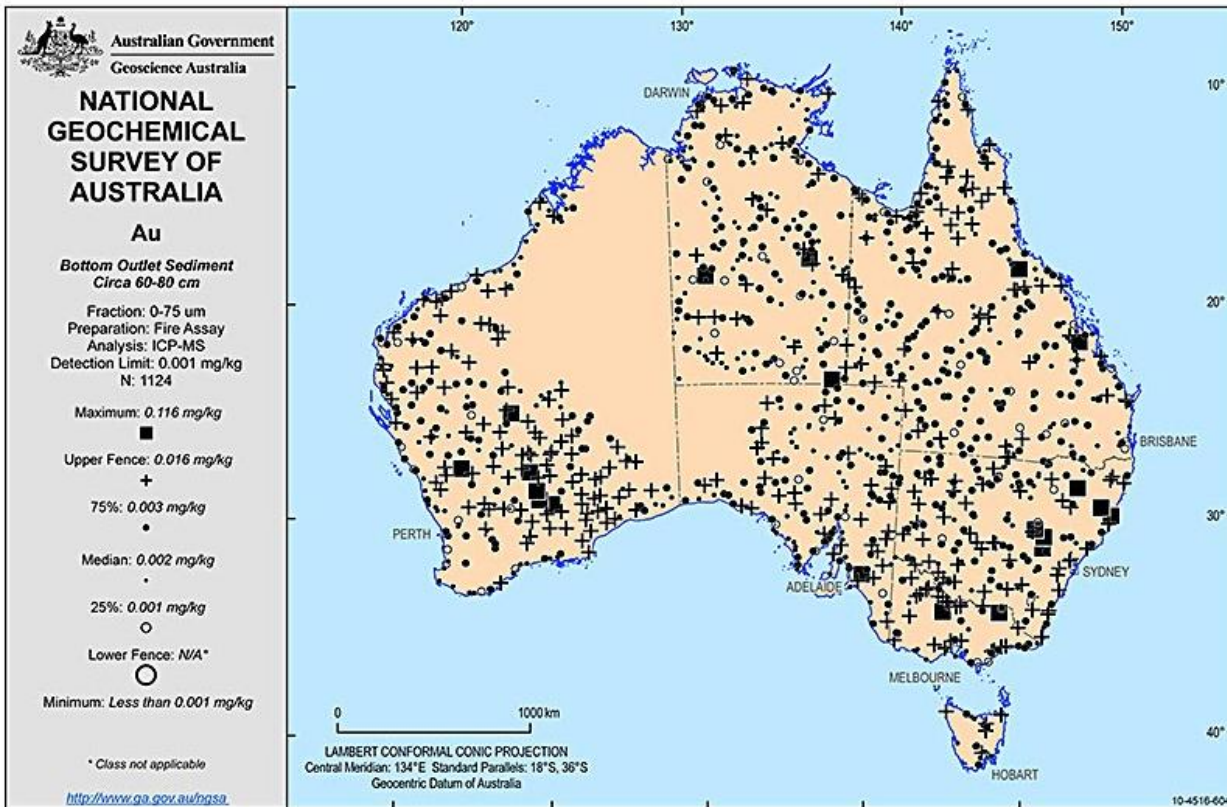 Australian Government
Geoscience Australia
NATIONAL
GEOCHEMICAL
SURVEY OF
AUSTRALIA
Au
Bottom Outlet Sediment
Circa 60-80 cm
Fraction: 0-75 um
Preparation: Fire Assay
Analysis: ICP-MS
Detection Limit: 0.001 mg/kg
N: 1124
Maximum: 0.116 mg/kg
Upper Fence: 0.016 mg/kg
75%: 0.003 mg/kg
Median: 0.002 mg/kg
25%: 0.001 mg/kg
Lower Fence: N/A*
Minimum: Less than 0.001 mg/kg
* Class not applicable
http://www.ga.gov.au/ngsa
120° 130° 140° 150°
10°
DARWIN
20°
BRISBANE
30°
PERTH
SYDNEY
ADELAIDE
MELBOURNE
40°
HOBART
0 1000 km
LAMBERT CONFORMAL CONIC PROJECTION
Central Meridian: 134°E Standard Parallels: 18°S, 36°S
Geocentric Datum of Australia